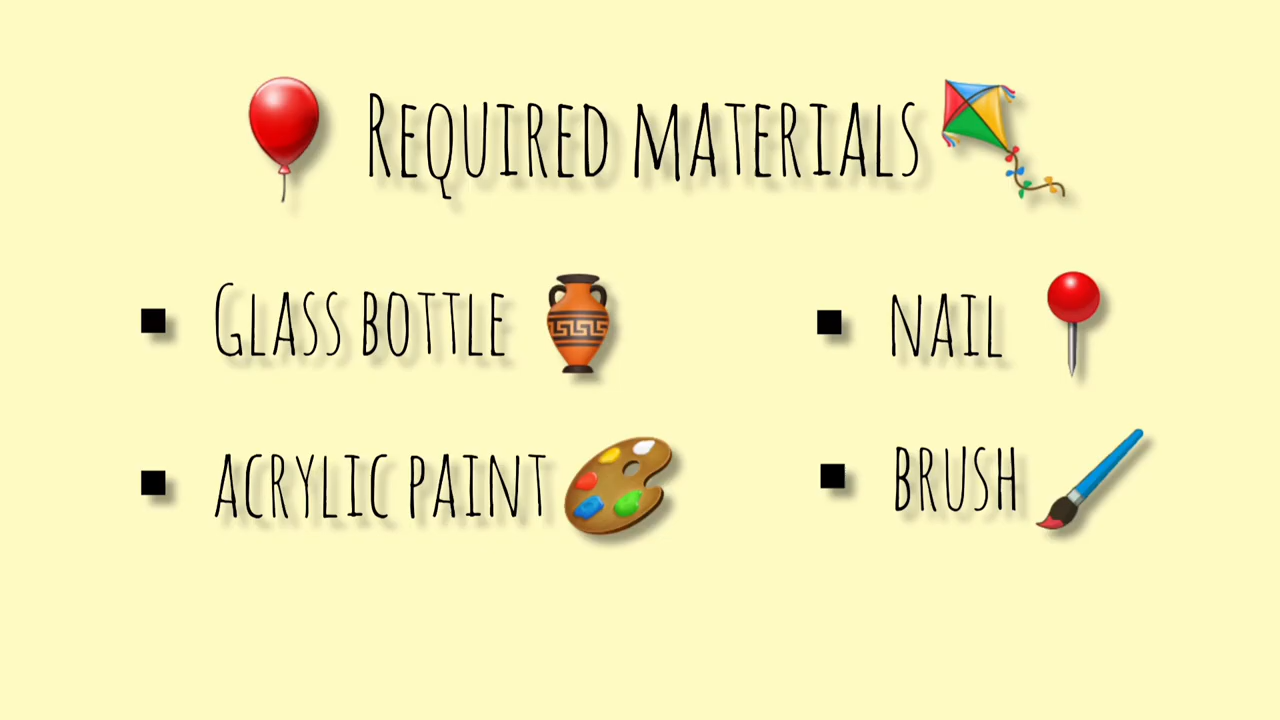 Required materials
▪ Glass bottle
▪ nail
▪ acrylic paint
▪ brush